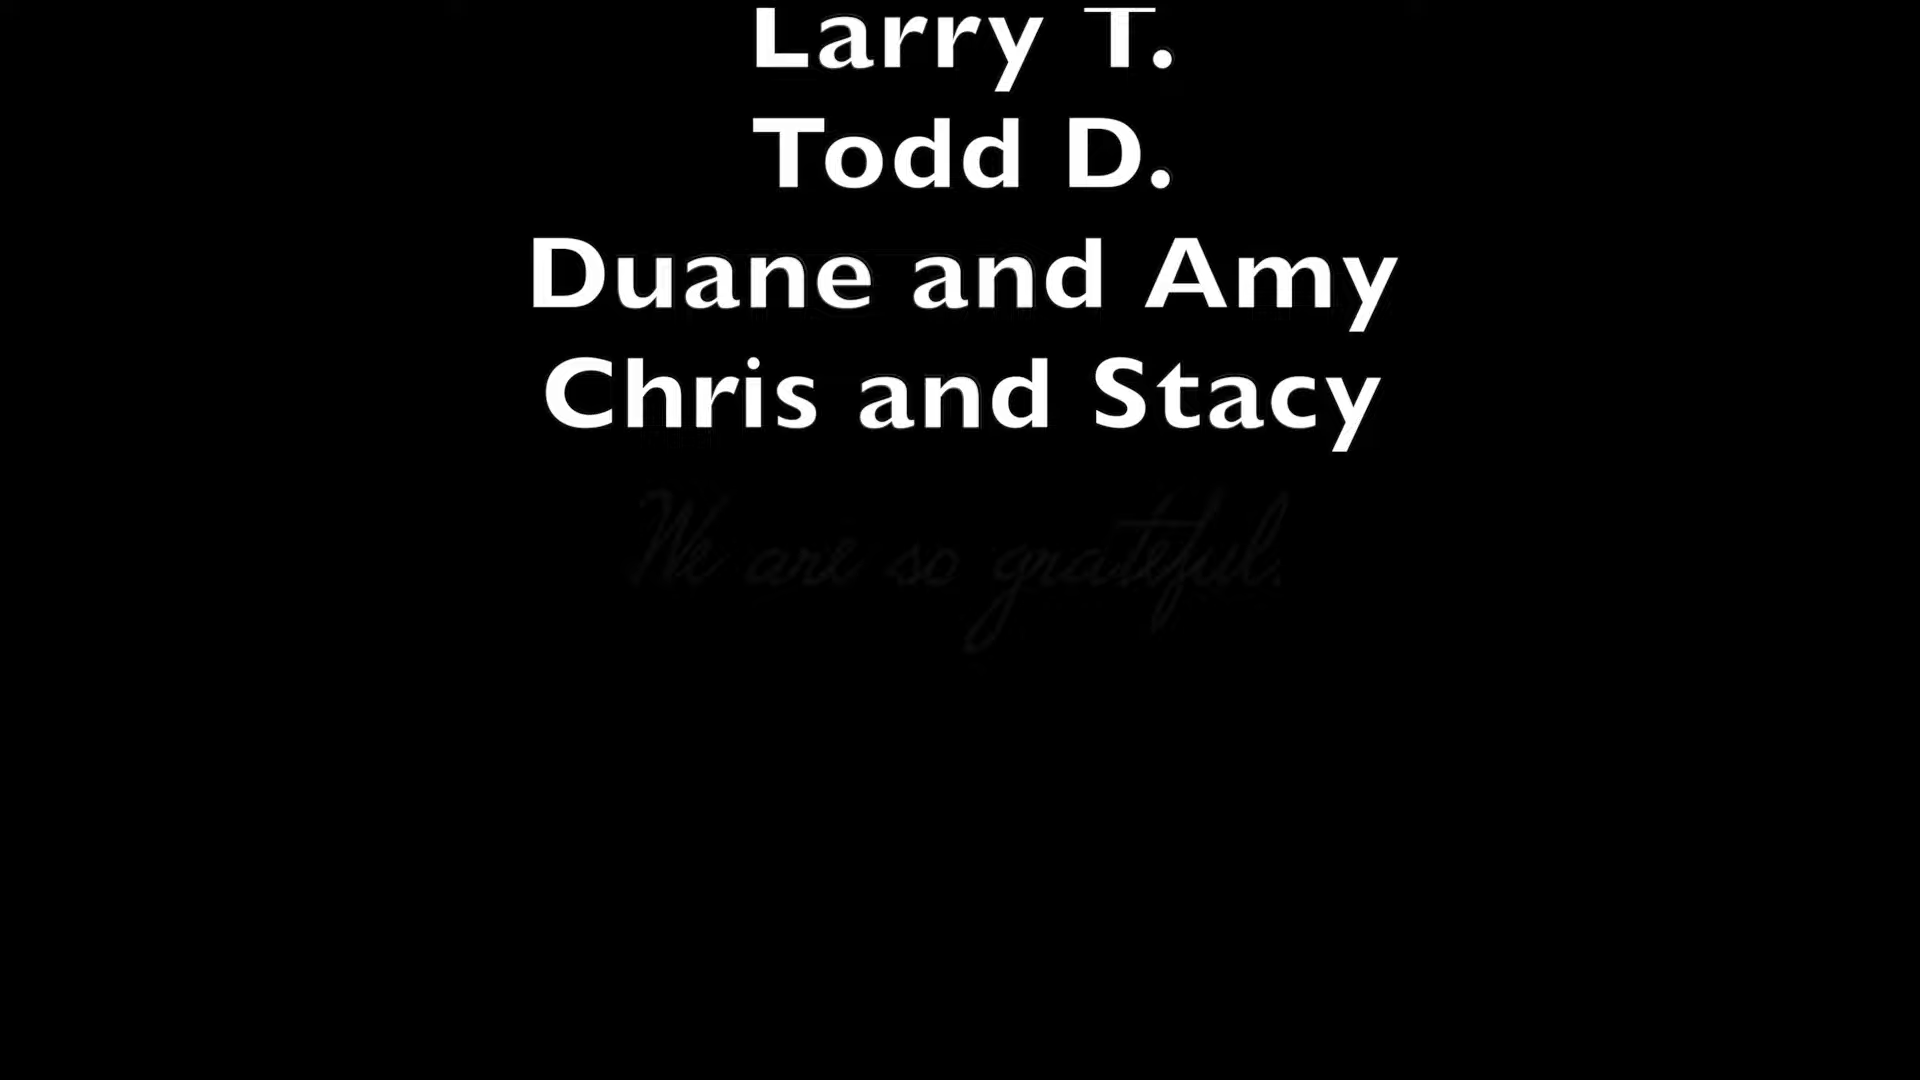 Larry T.
Todd D.
Duane and Amy
Chris and Stacy
We are so grateful.